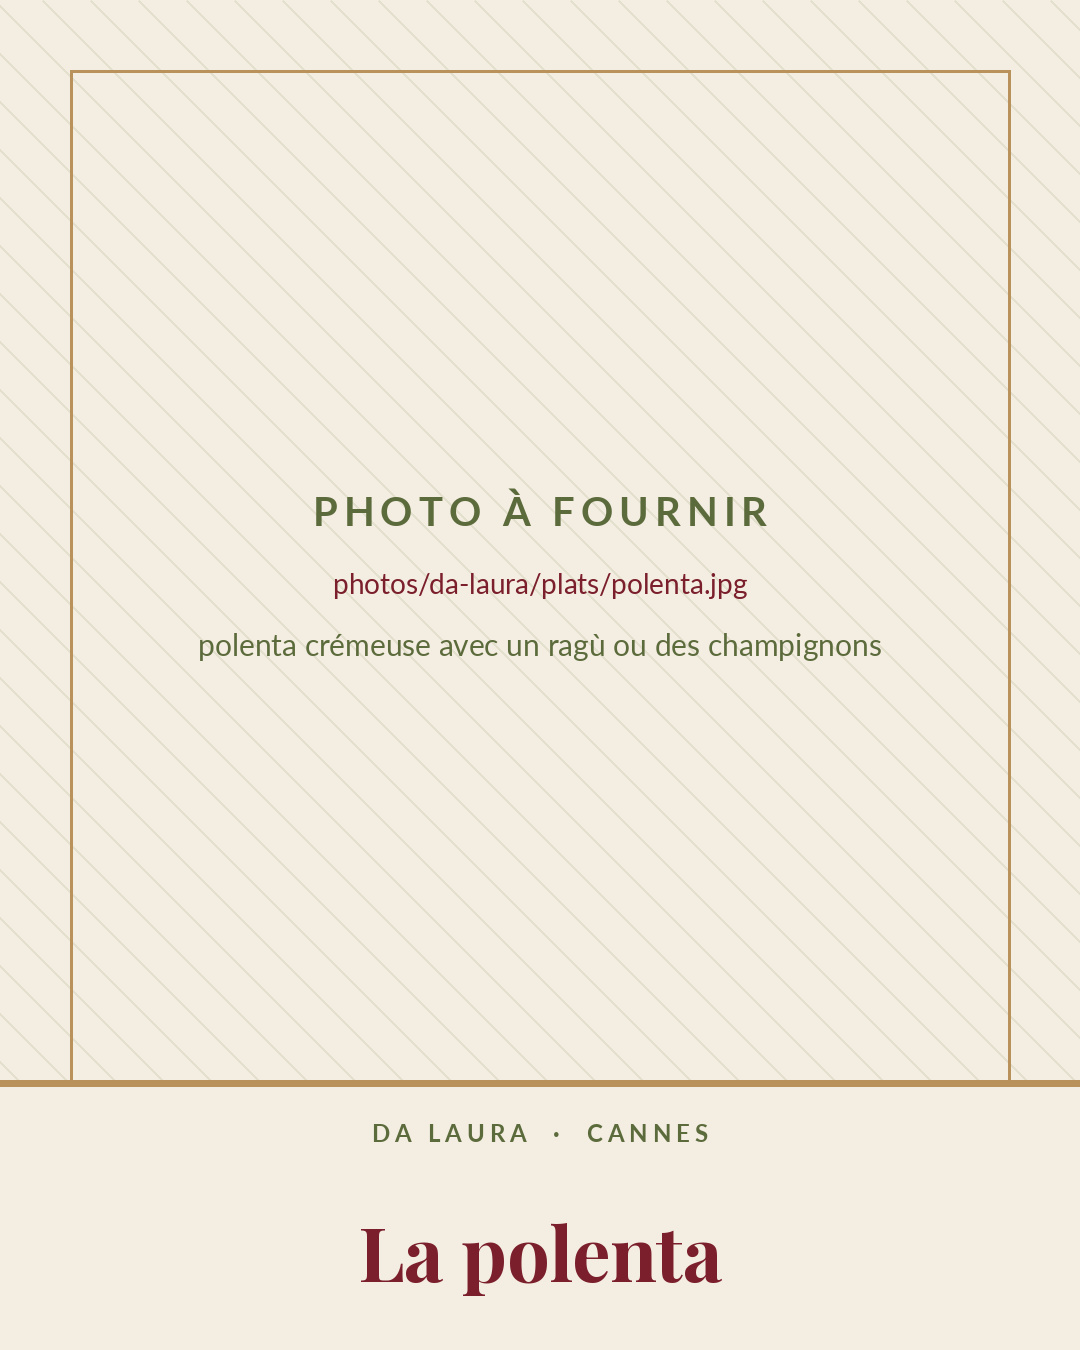 PHOTO À FOURNIR
photos/da-laura/plats/polenta.jpg
polenta crémeuse avec un ragù ou des champignons
DA LAURA · CANNES
La polenta